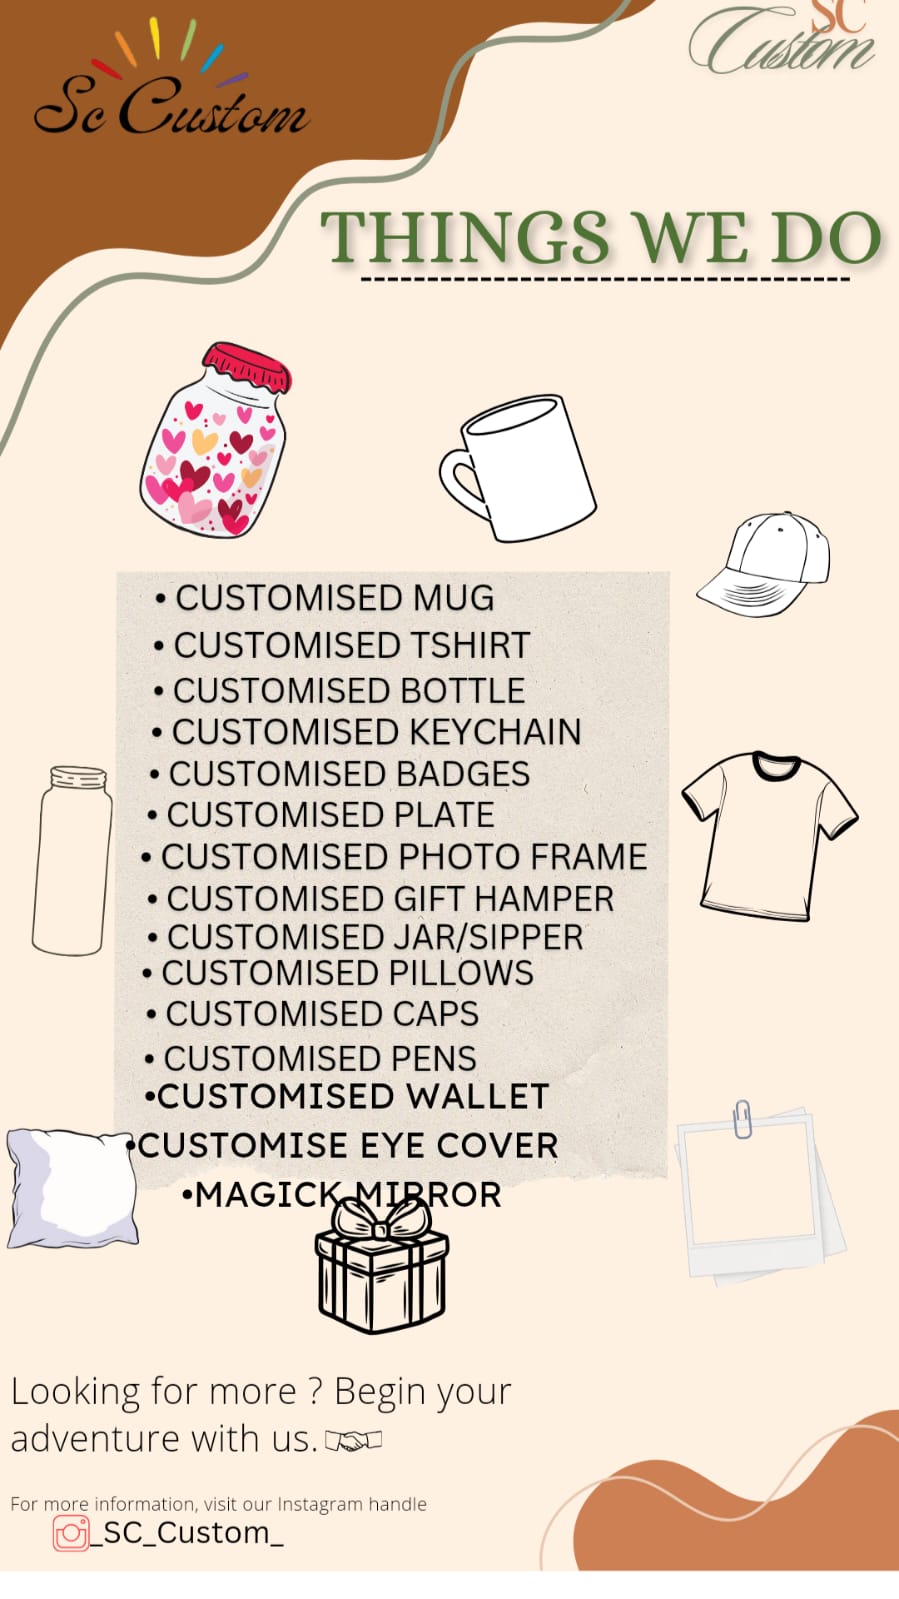 Sc Custom
SC
Custom
THINGS WE DO
• CUSTOMISED MUG
• CUSTOMISED TSHIRT
• CUSTOMISED BOTTLE
• CUSTOMISED KEYCHAIN
• CUSTOMISED BADGES
• CUSTOMISED PLATE
• CUSTOMISED PHOTO FRAME
• CUSTOMISED GIFT HAMPER
• CUSTOMISED JAR/SIPPER
• CUSTOMISED PILLOWS
• CUSTOMISED CAPS
• CUSTOMISED PENS
•CUSTOMISED WALLET
•CUSTOMISE EYE COVER
•MAGICK MIRROR
Looking for more ? Begin your
adventure with us.
For more information, visit our Instagram handle
_SC_Custom_